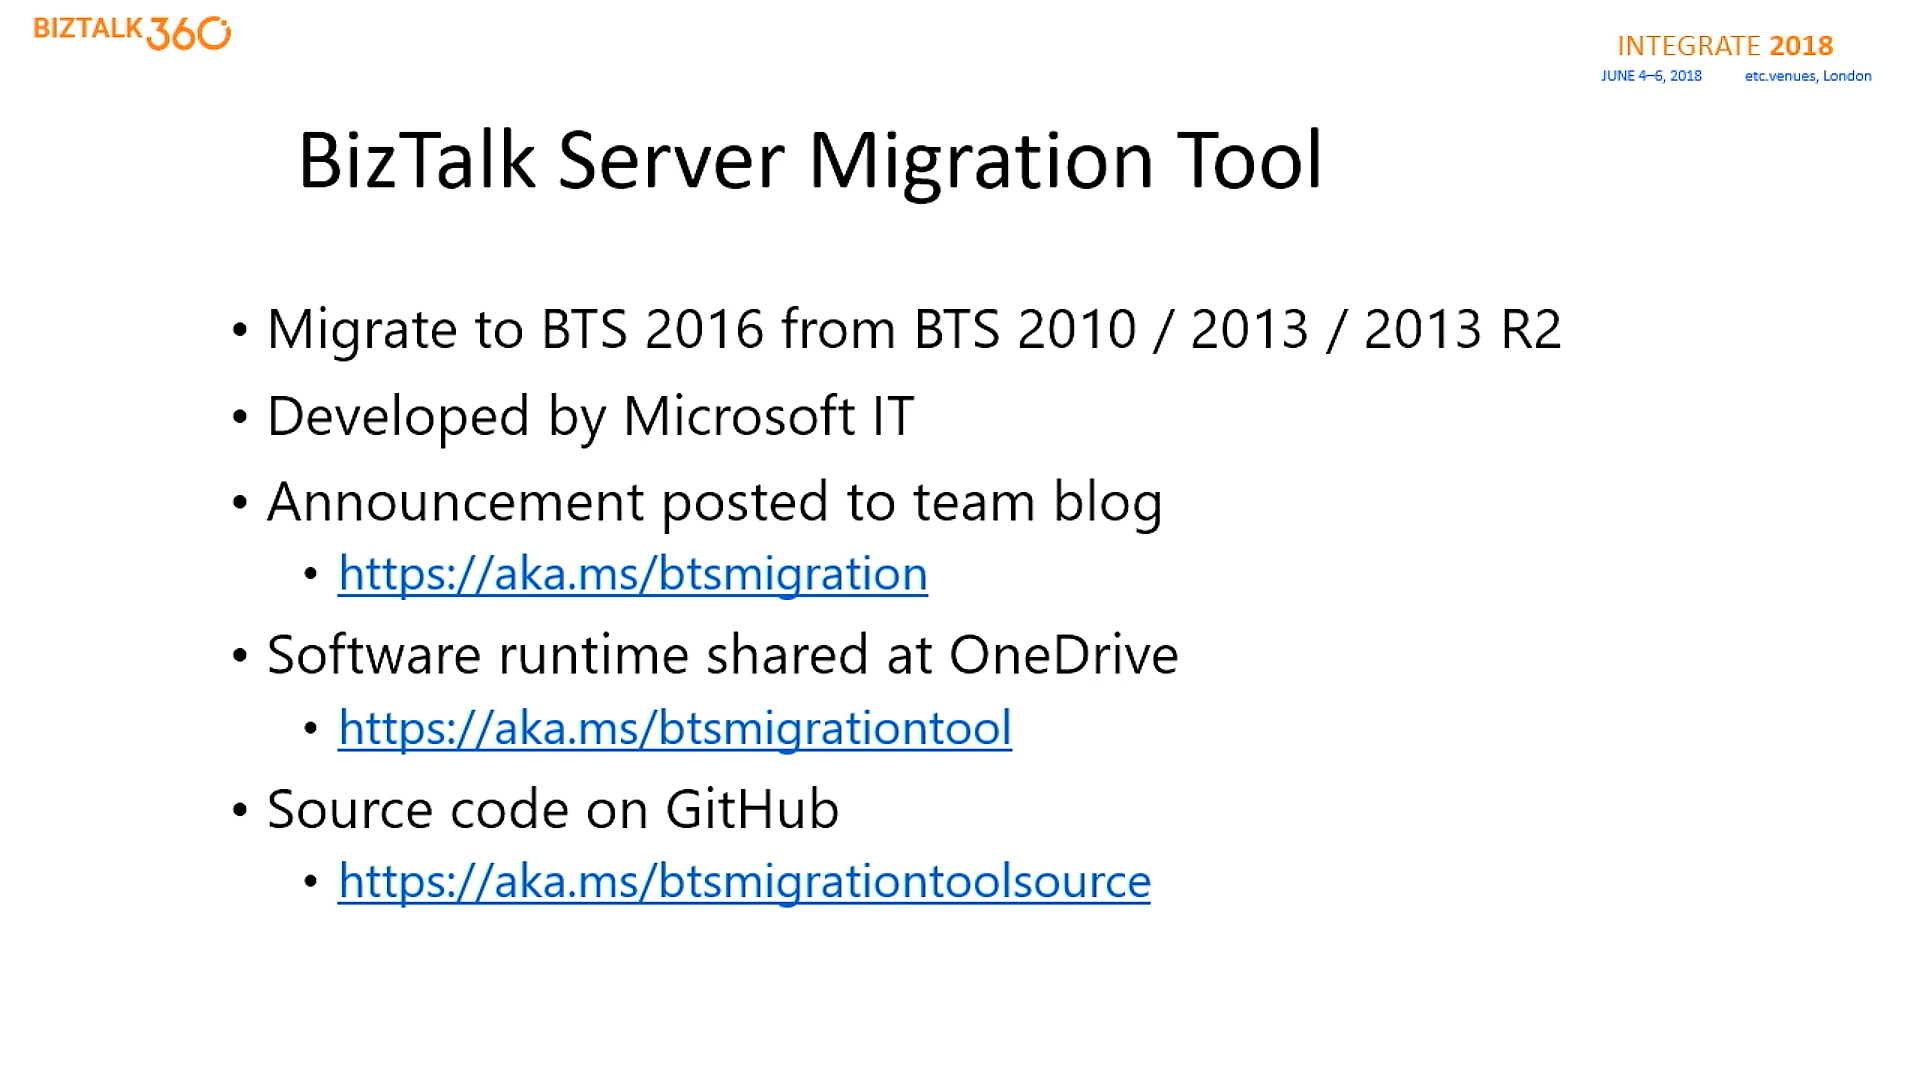 BIZTALK360
INTEGRATE 2018
JUNE 4–6, 2018 etc.venues, London
BizTalk Server Migration Tool
• Migrate to BTS 2016 from BTS 2010 / 2013 / 2013 R2
• Developed by Microsoft IT
• Announcement posted to team blog
• https://aka.ms/btsmigration
• Software runtime shared at OneDrive
• https://aka.ms/btsmigrationtool
• Source code on GitHub
• https://aka.ms/btsmigrationtoolsource